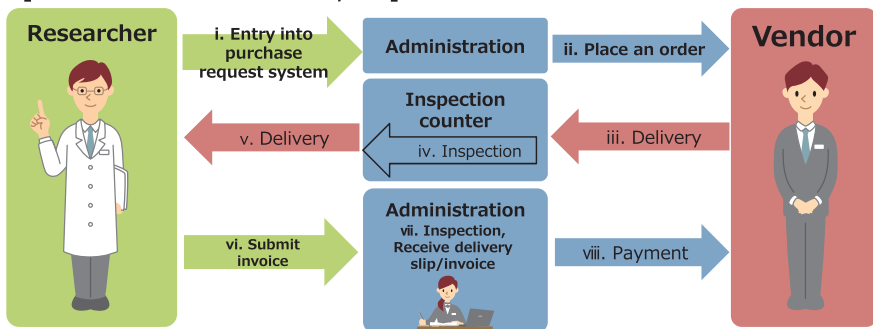 Researcher
i. Entry into
purchase
request system
Administration
ii. Place an order
Vendor
Inspection
counter
v. Delivery
iv. Inspection
iii. Delivery
vi. Submit
invoice
Administration
vii. Inspection,
Receive delivery
slip/invoice
viii. Payment